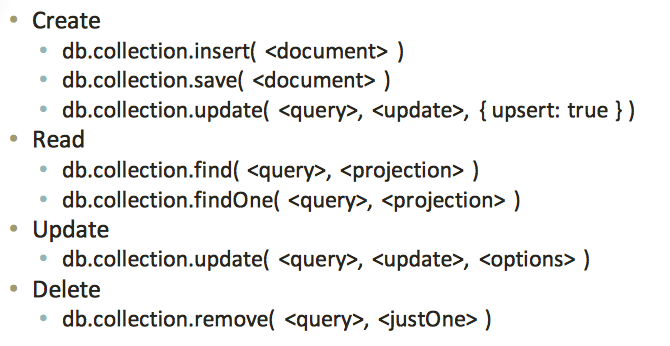 • Create
• db.collection.insert( <document> )
• db.collection.save( <document> )
• db.collection.update( <query>, <update>, { upsert: true } )
• Read
• db.collection.find( <query>, <projection> )
• db.collection.findOne( <query>, <projection> )
• Update
• db.collection.update( <query>, <update>, <options> )
• Delete
• db.collection.remove( <query>, <justOne> )